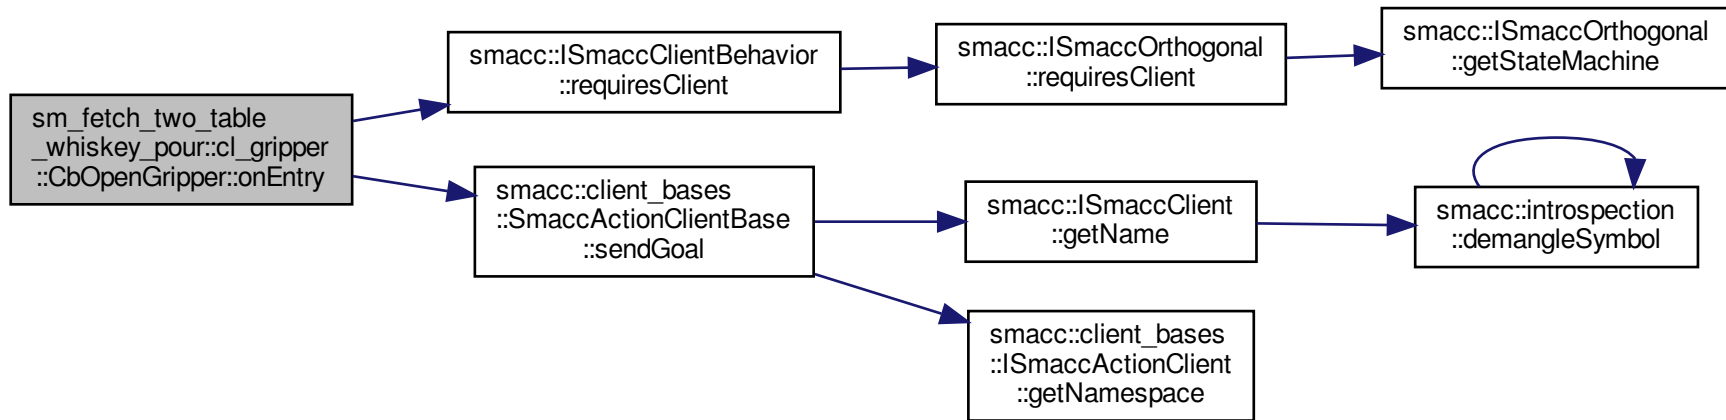 sm_fetch_two_table
_whiskey_pour::cl_gripper
::CbOpenGripper::onEntry
smacc::ISmaccClientBehavior
::requiresClient
smacc::ISmaccOrthogonal
::requiresClient
smacc::ISmaccOrthogonal
::getStateMachine
smacc::client_bases
::SmaccActionClientBase
::sendGoal
smacc::ISmaccClient
::getName
smacc::introspection
::demangleSymbol
smacc::client_bases
::ISmaccActionClient
::getNamespace